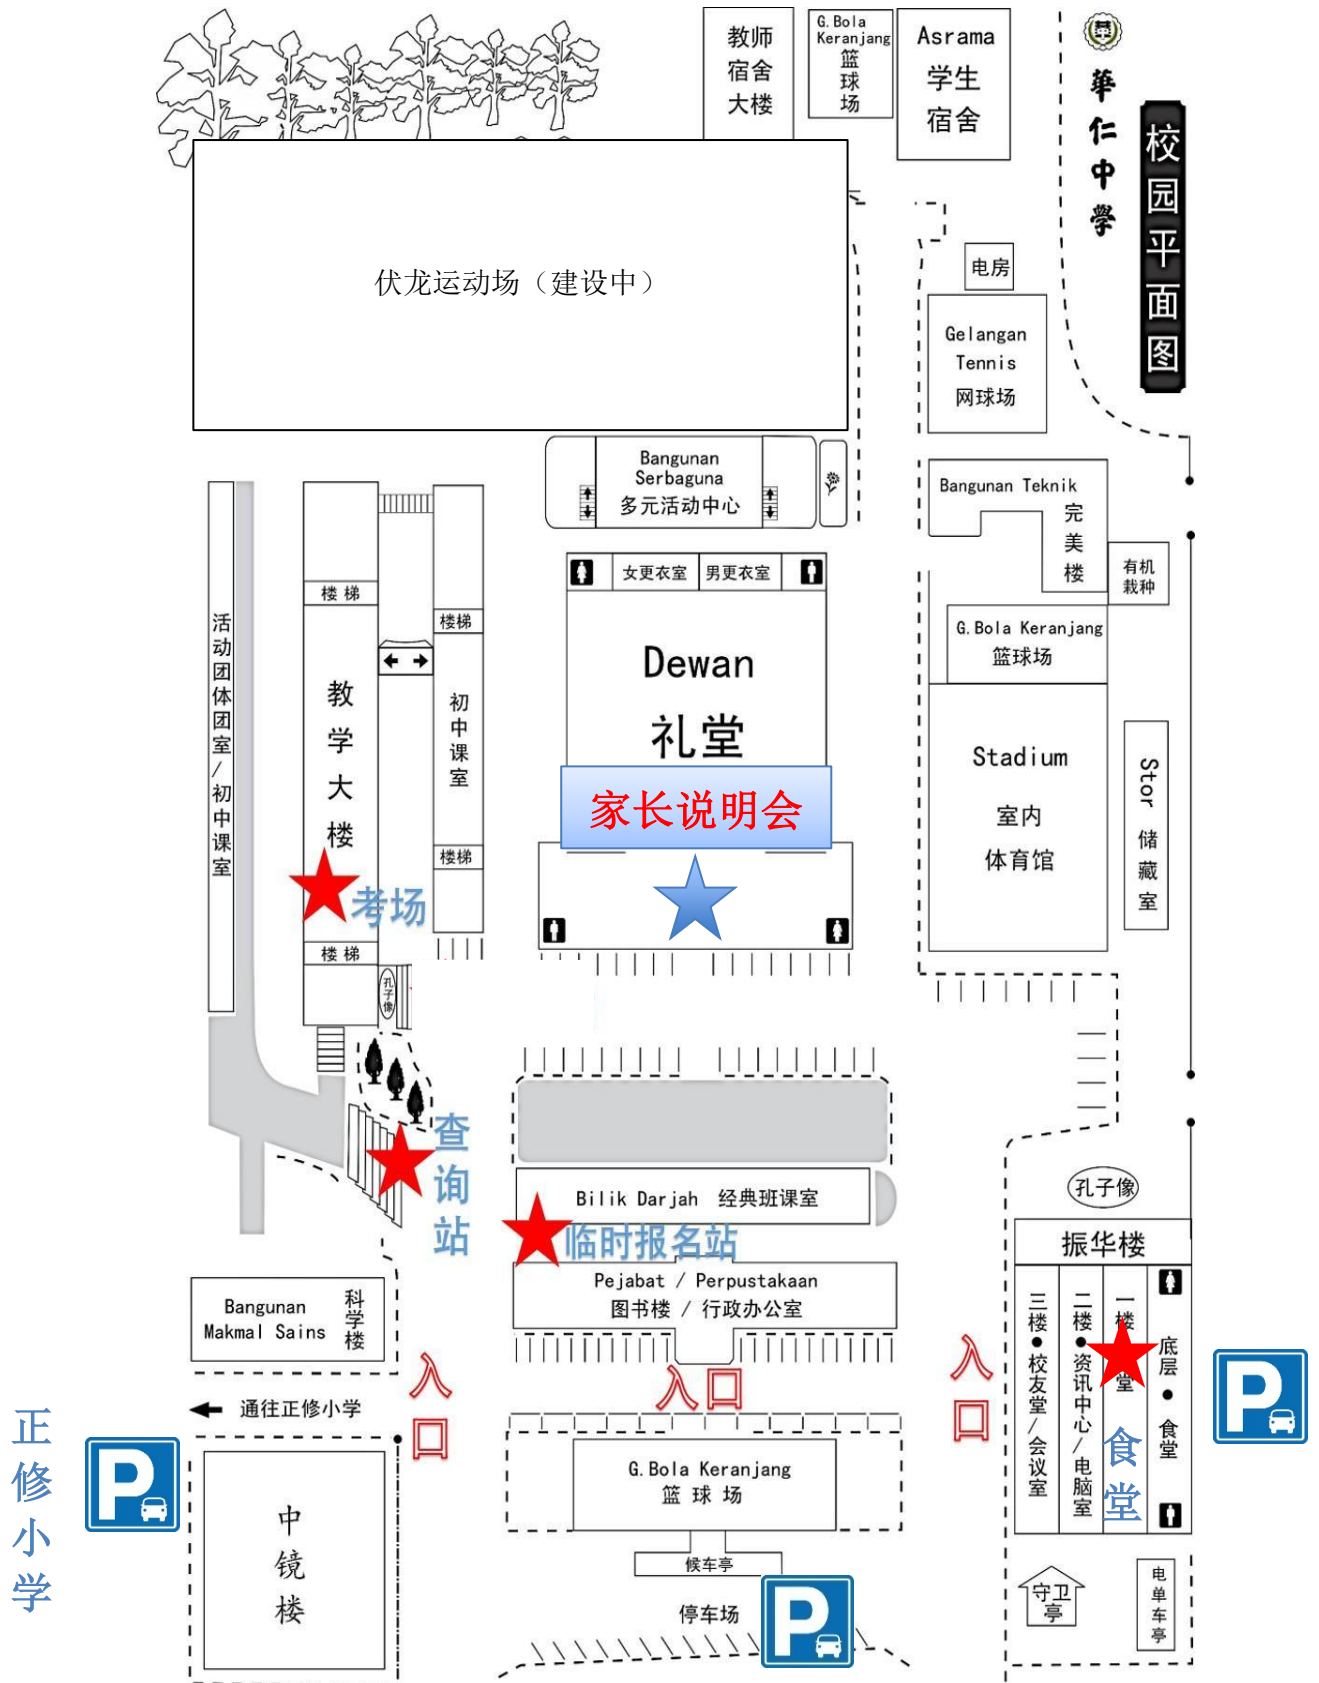 教师
宿舍
大楼
G.Bola
Keranjang
篮球场
Asrama
学生
宿舍
華仁中學
校园平面图
伏龙运动场（建设中）
电房
Gelangan
Tennis
网球场
Bangunan
Serbaguna
多元活动中心
Bangunan Teknik
完美楼
有机
栽种
女更衣室
男更衣室
G.Bola Keranjang
篮球场
Dewan
礼堂
家长说明会
Stadium
室内
体育馆
Stor 储藏室
活动团体团室/初中课室
楼梯
教学大楼
楼梯
初中课室
楼梯
楼梯
考场
楼梯
孔子像
查询站
Bilik Darjah 经典班课室
临时报名站
Pejabat / Perpustakaan
图书楼 / 行政办公室
孔子像
振华楼
三楼●校友堂/会议室
二楼●资讯中心/电脑室
一楼
堂
底层●食堂
食堂
Bangunan
Makmal Sains
科学楼
入口
入口
入口
通往正修小学
正修小学
P
P
中镜楼
G.Bola Keranjang
篮球场
候车亭
停车场
P
守卫亭
电单车亭